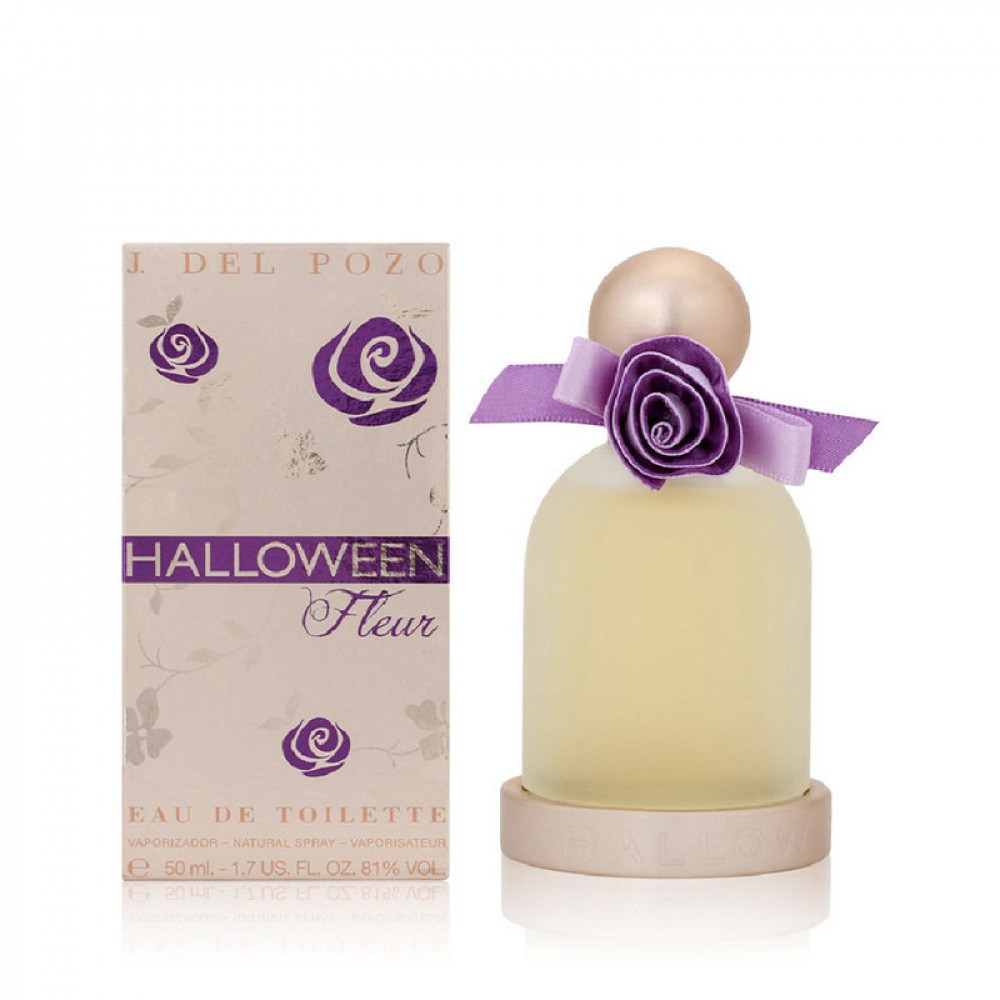 J. DEL POZO
HALLOWEEN
Fleur
EAU DE TOILETTE
VAPORIZADOR – NATURAL SPRAY – VAPORISATEUR
℮ 50 ml. - 1.7 US. FL. OZ. 81% VOL.
HALLOW